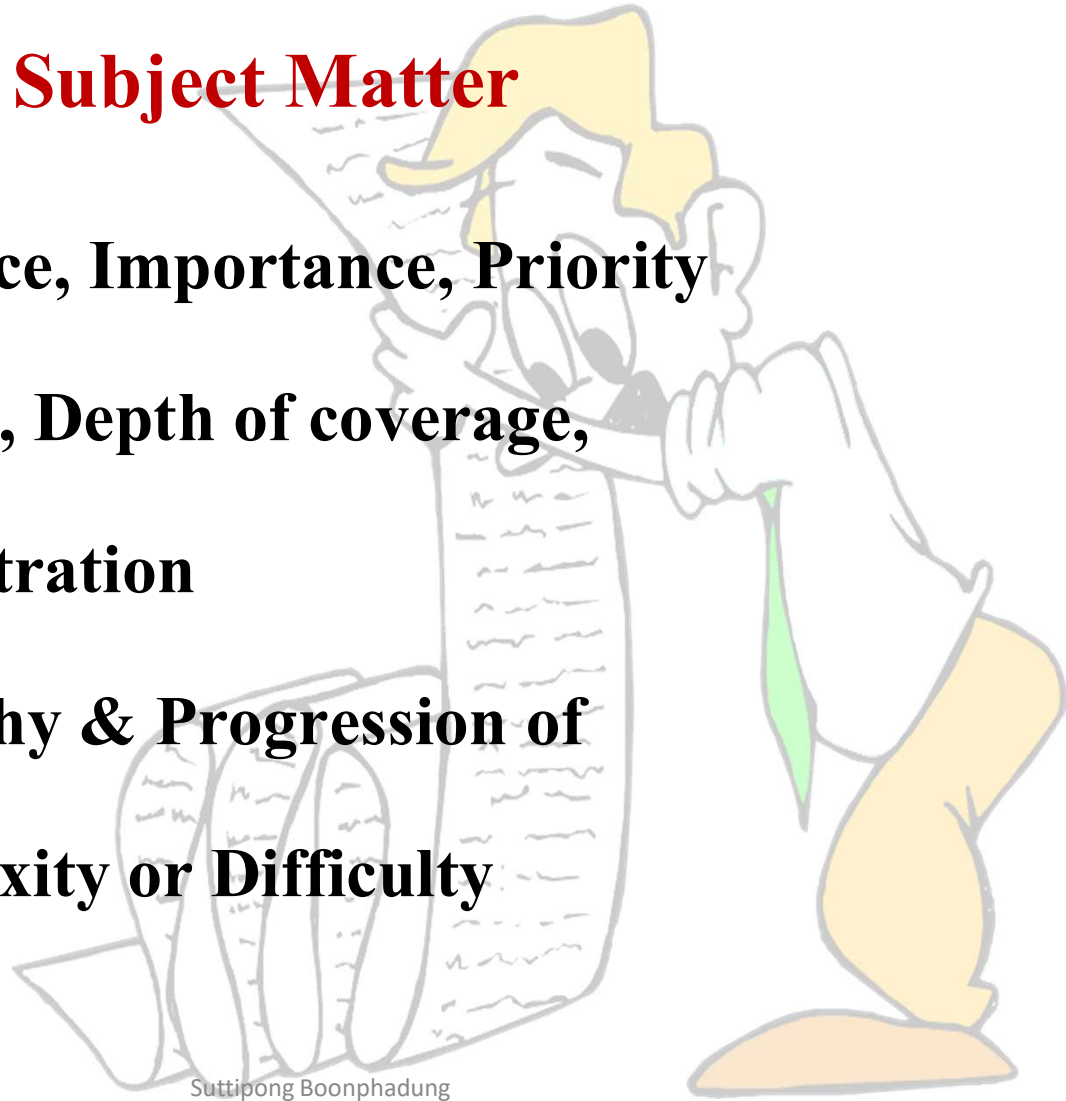 Subject Matter
ce, Importance, Priority
, Depth of coverage,
tration
hy & Progression of
xity or Difficulty
Suttipong Boonphadung